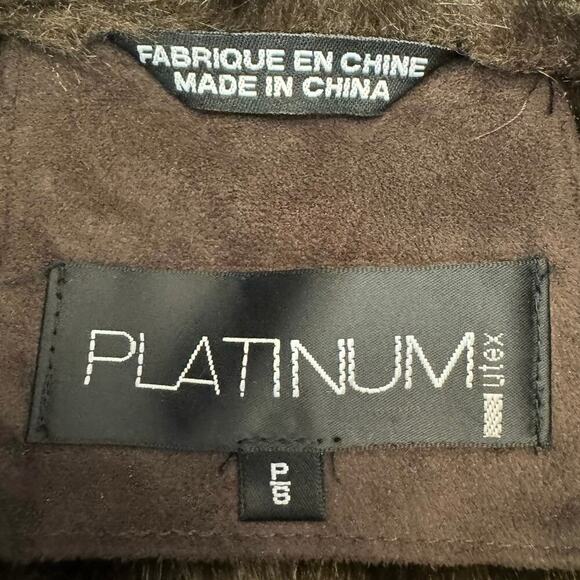 FABRIQUE EN CHINE
MADE IN CHINA
PLATINUM
utex
P
S